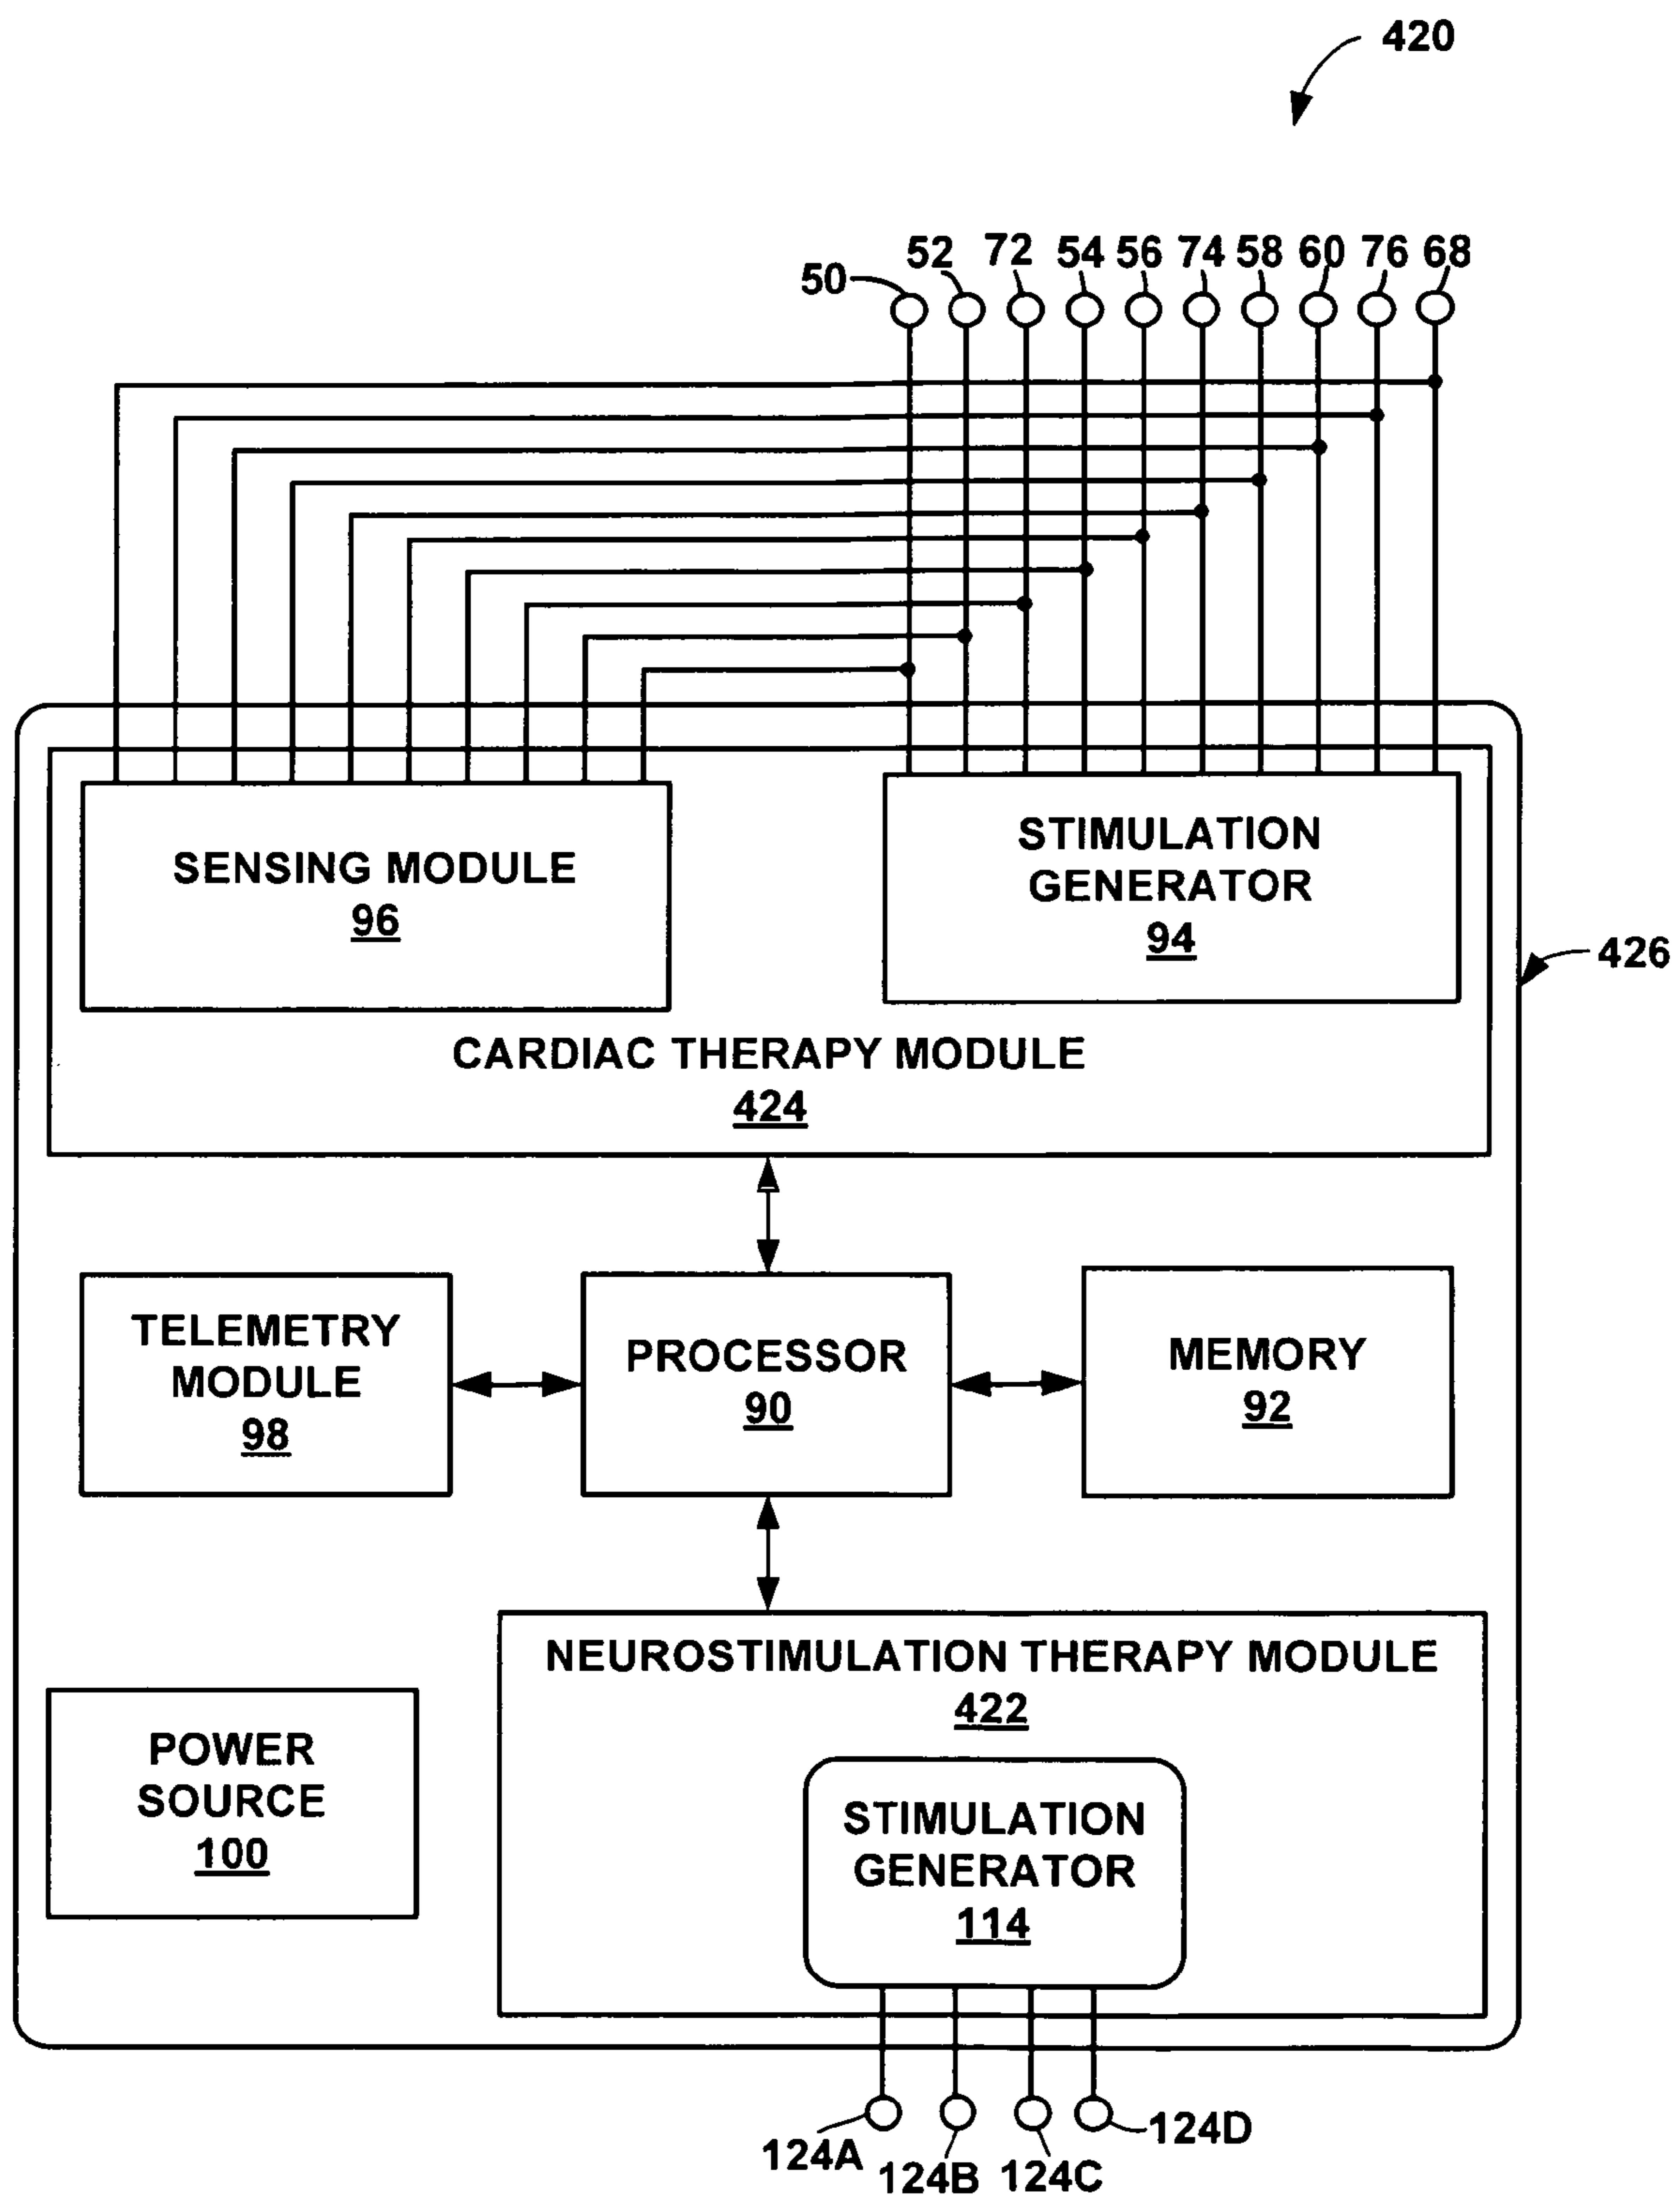 420
50 52 72 54 56 74 58 60 76 68
SENSING MODULE
96
STIMULATION
GENERATOR
94
426
CARDIAC THERAPY MODULE
424
TELEMETRY
MODULE
98
PROCESSOR
90
MEMORY
92
NEUROSTIMULATION THERAPY MODULE
422
POWER
SOURCE
100
STIMULATION
GENERATOR
114
124A 124B 124C 124D